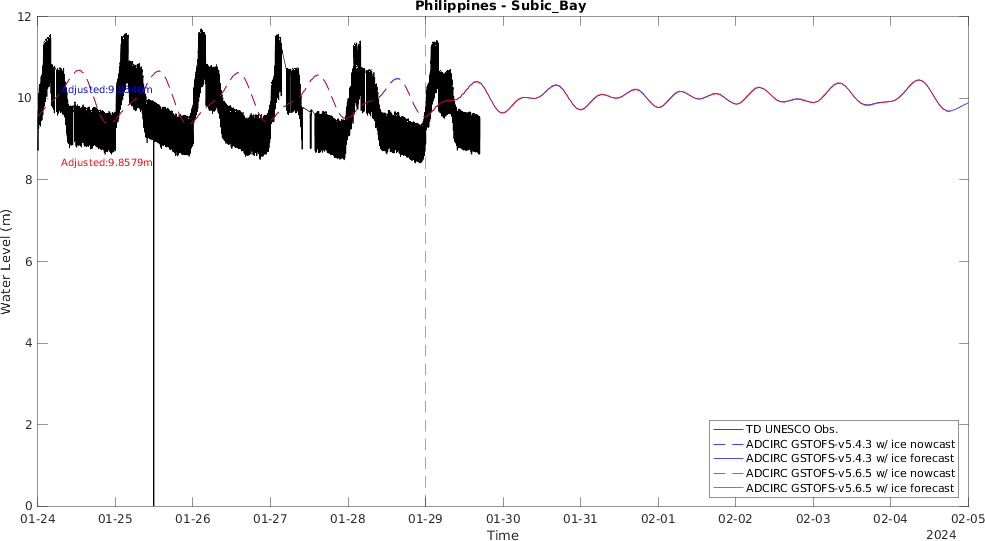 Philippines - Subic_Bay
12
10
8
6
4
2
0
Water Level (m)
Adjusted:9.8579m
01-24 01-25 01-26 01-27 01-28 01-29 01-30 01-31 02-01 02-02 02-03 02-04 02-05
Time
2024
TD UNESCO Obs.
ADCIRC GSTOFS-v5.4.3 w/ ice nowcast
ADCIRC GSTOFS-v5.4.3 w/ ice forecast
ADCIRC GSTOFS-v5.6.5 w/ ice nowcast
ADCIRC GSTOFS-v5.6.5 w/ ice forecast